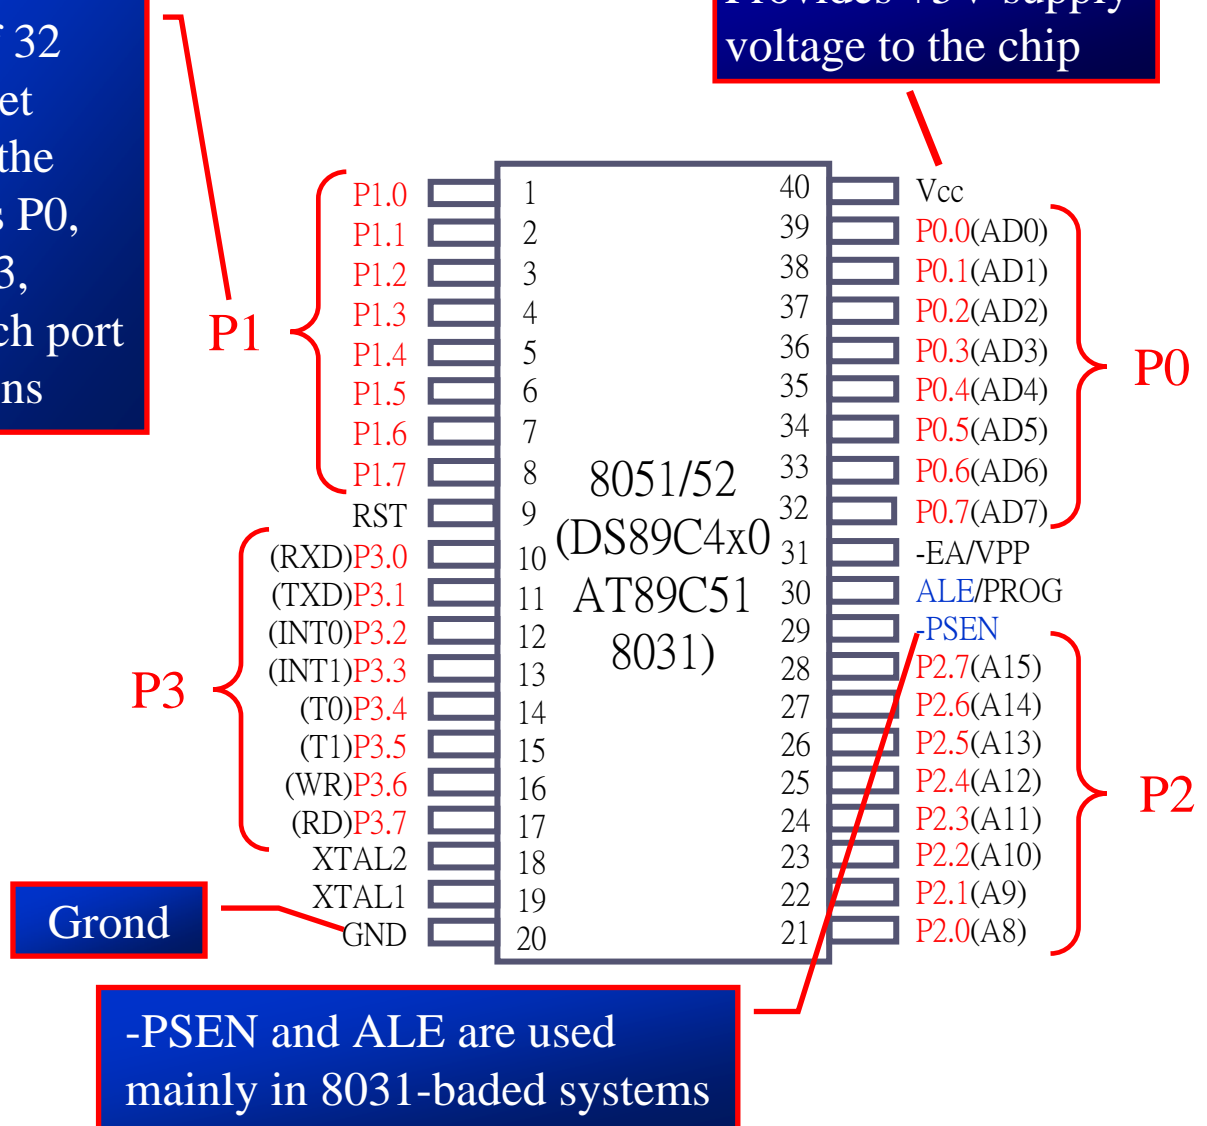 32
et
the
s P0,
3,
ch port
ns
voltage to the chip
P1
P1.0
P1.1
P1.2
P1.3
P1.4
P1.5
P1.6
P1.7
RST
P3
(RXD)P3.0
(TXD)P3.1
(INT0)P3.2
(INT1)P3.3
(T0)P3.4
(T1)P3.5
(WR)P3.6
(RD)P3.7
XTAL2
XTAL1
GND
Grond
1
2
3
4
5
6
7
8
9
10
11
12
13
14
15
16
17
18
19
20
8051/52
(DS89C4x0
AT89C51
8031)
40
39
38
37
36
35
34
33
32
31
30
29
28
27
26
25
24
23
22
21
Vcc
P0.0(AD0)
P0.1(AD1)
P0.2(AD2)
P0.3(AD3)
P0.4(AD4)
P0.5(AD5)
P0.6(AD6)
P0.7(AD7)
-EA/VPP
ALE/PROG
-PSEN
P2.7(A15)
P2.6(A14)
P2.5(A13)
P2.4(A12)
P2.3(A11)
P2.2(A10)
P2.1(A9)
P2.0(A8)
P0
P2
-PSEN and ALE are used
mainly in 8031-baded systems